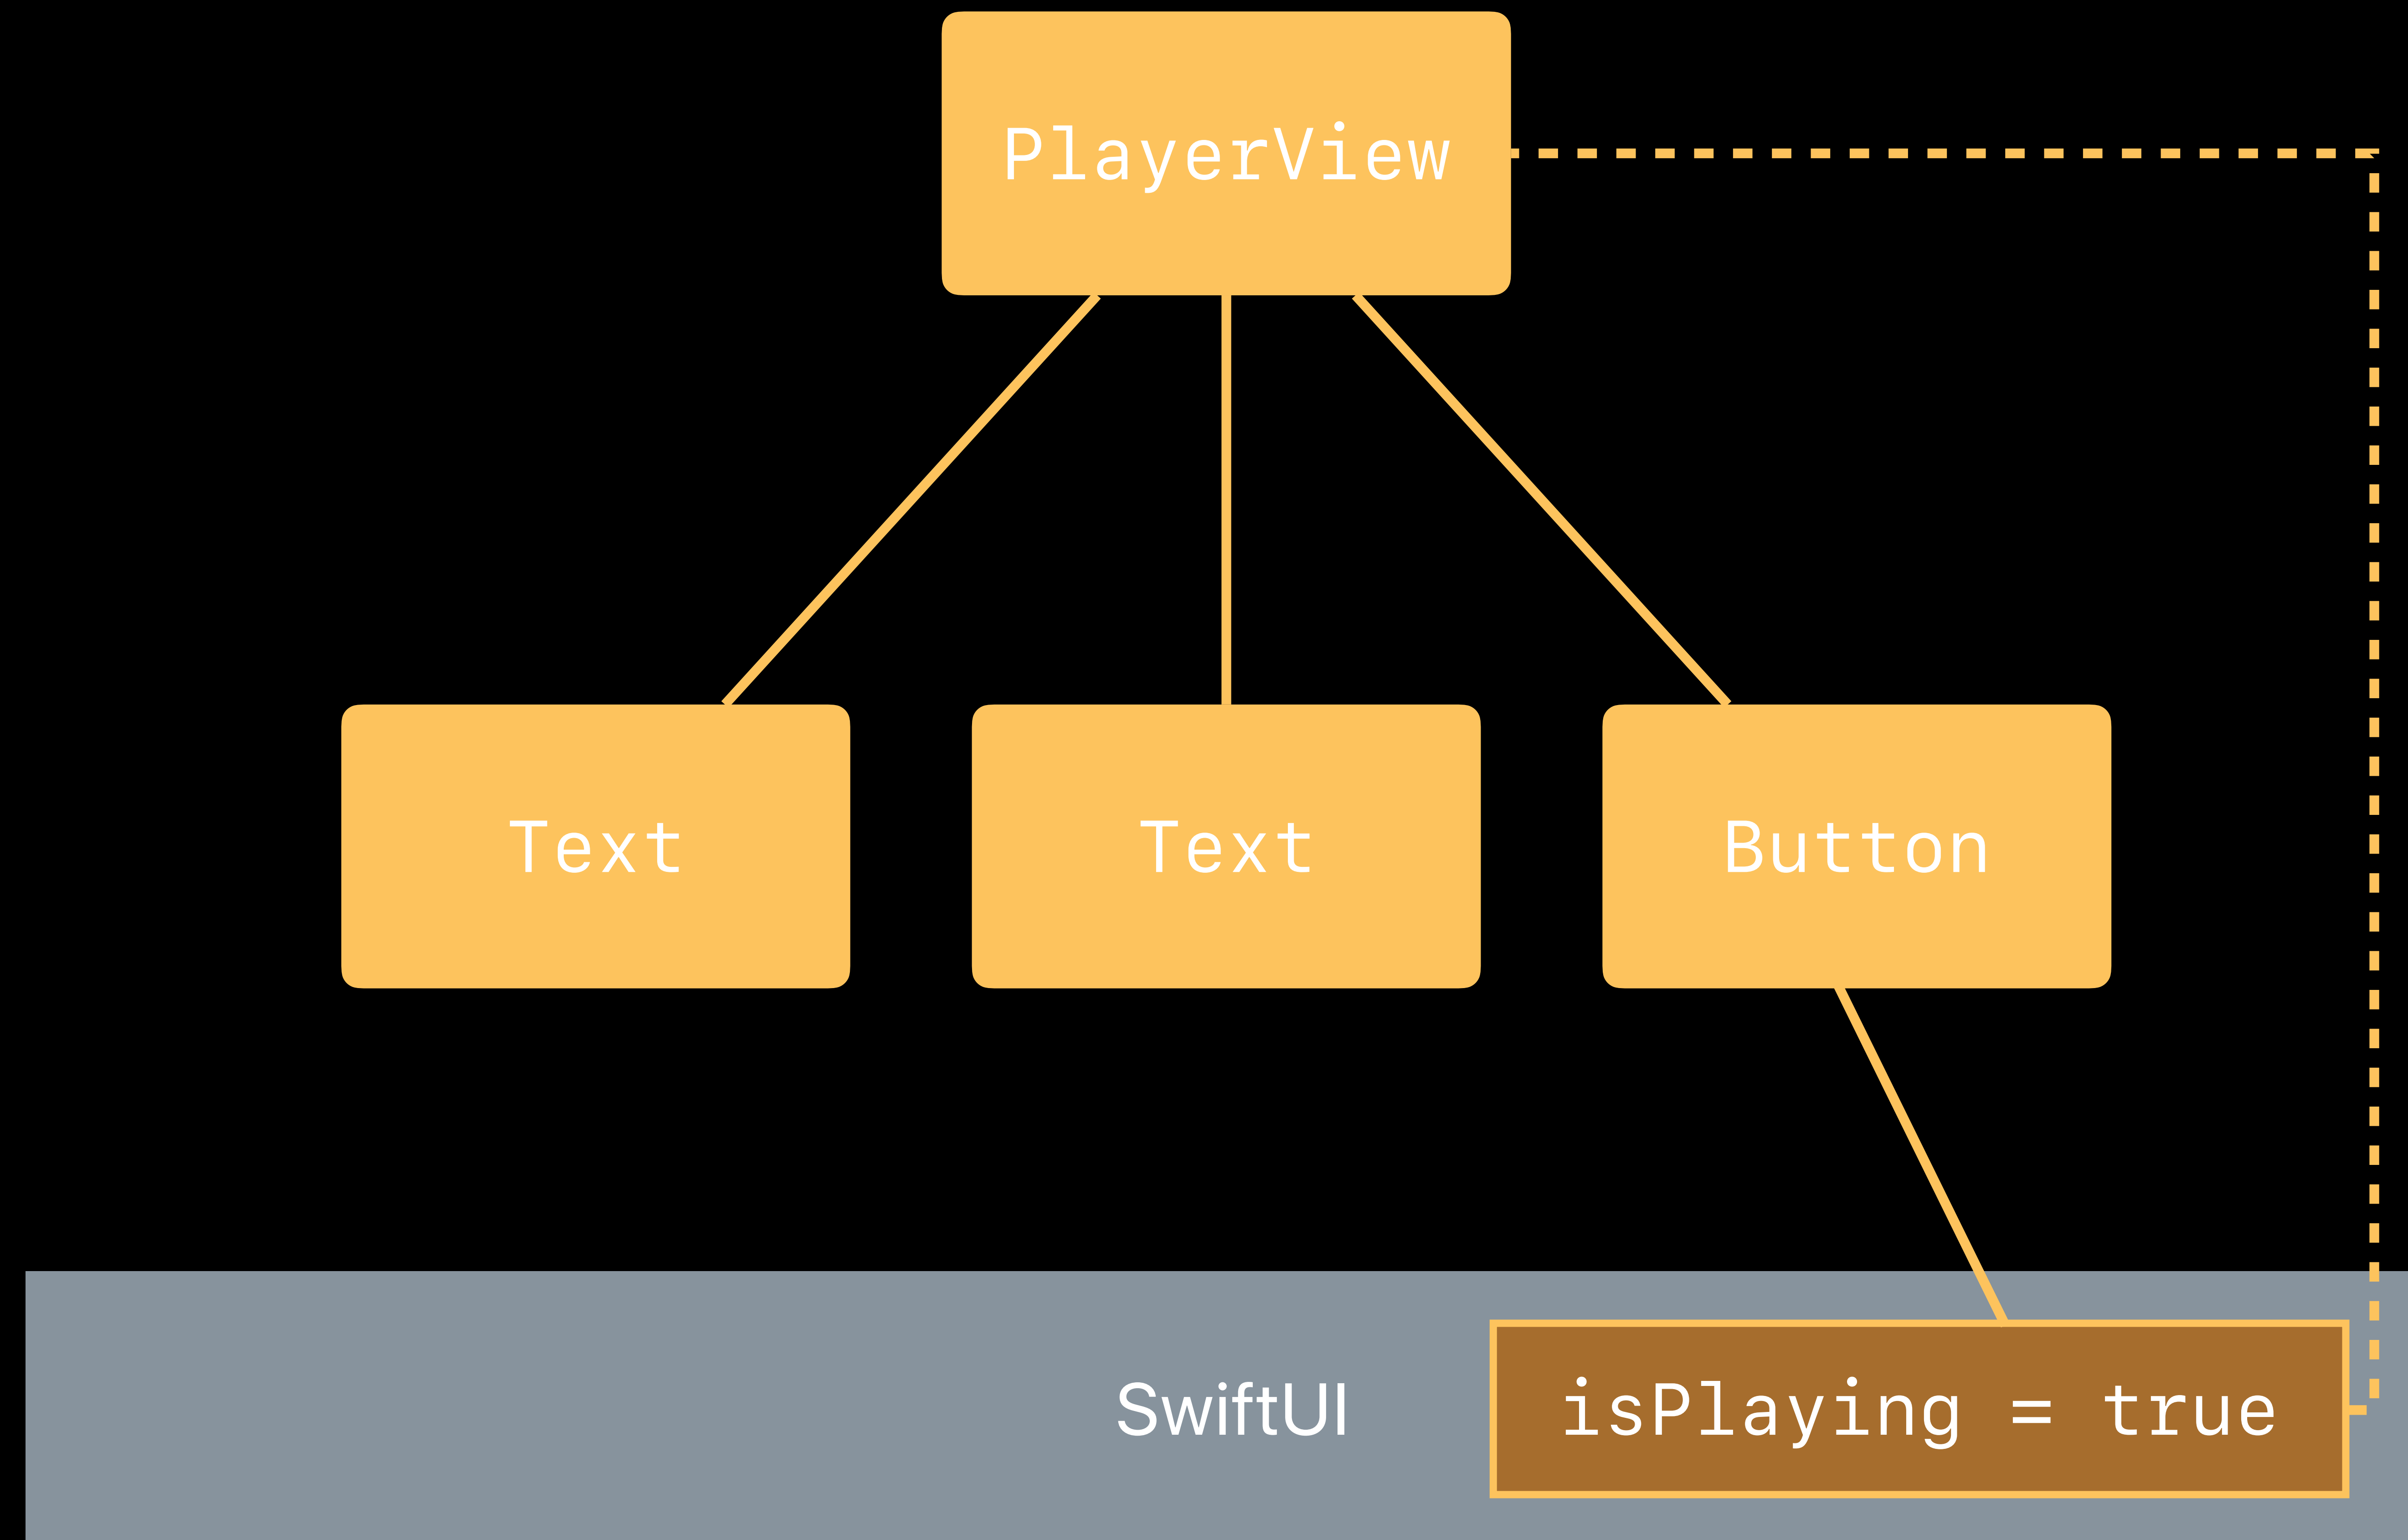 PlayerView
Text
Text
Button
SwiftUI
isPlaying = true